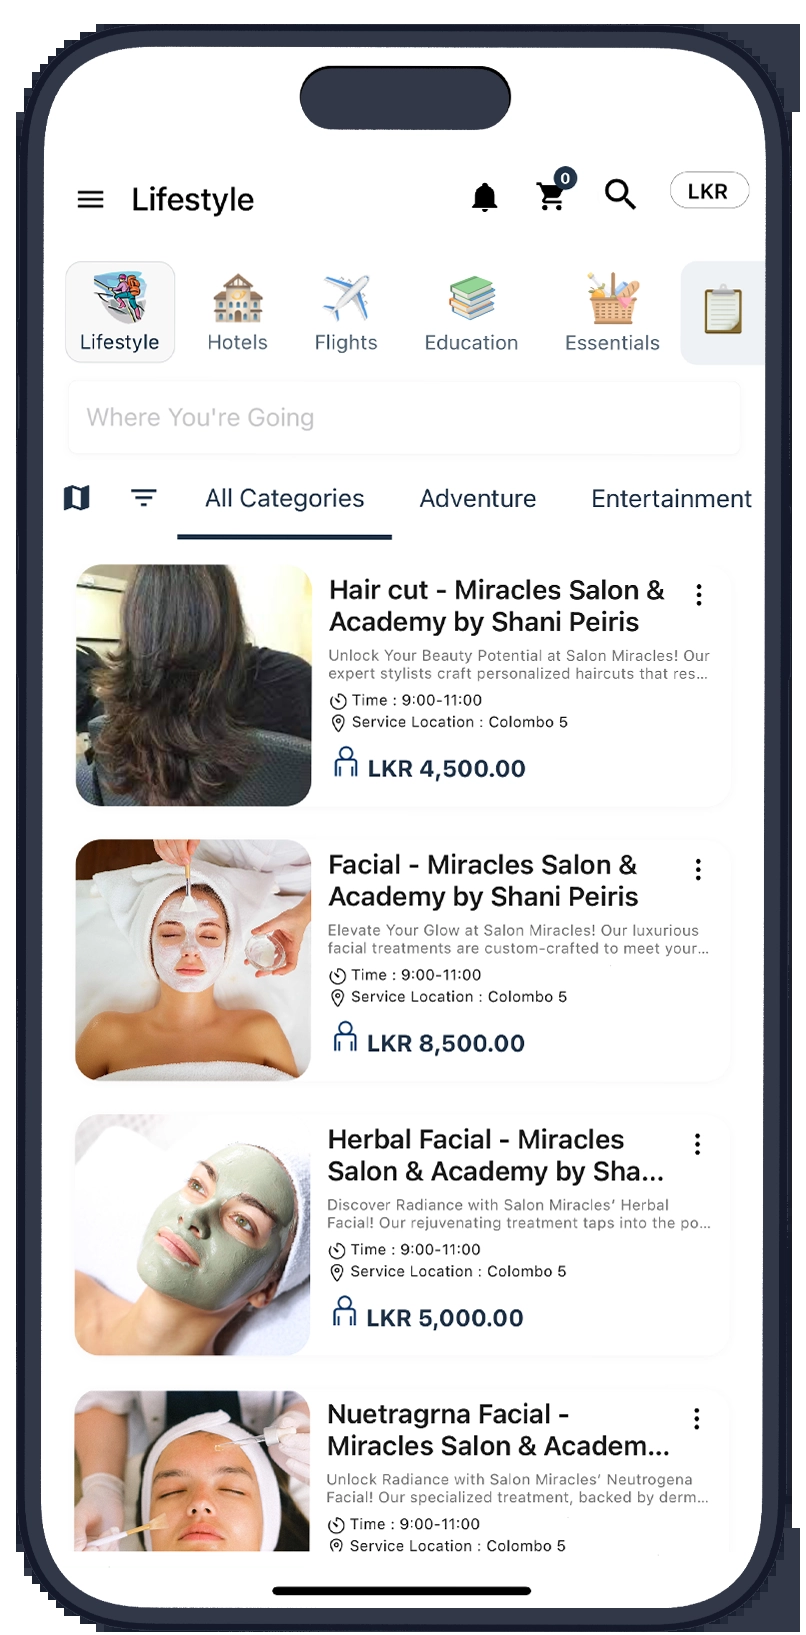 Lifestyle
0
LKR
Lifestyle
Hotels
Flights
Education
Essentials
Where You're Going
All Categories
Adventure
Entertainment
Hair cut - Miracles Salon &
Academy by Shani Peiris
Unlock Your Beauty Potential at Salon Miracles! Our
expert stylists craft personalized haircuts that res...
Time : 9:00-11:00
Service Location : Colombo 5
LKR 4,500.00
Facial - Miracles Salon &
Academy by Shani Peiris
Elevate Your Glow at Salon Miracles! Our luxurious
facial treatments are custom-crafted to meet your...
Time : 9:00-11:00
Service Location : Colombo 5
LKR 8,500.00
Herbal Facial - Miracles
Salon & Academy by Sha...
Discover Radiance with Salon Miracles’ Herbal
Facial! Our rejuvenating treatment taps into the po...
Time : 9:00-11:00
Service Location : Colombo 5
LKR 5,000.00
Nuetragrna Facial -
Miracles Salon & Academ...
Unlock Radiance with Salon Miracles’ Neutrogena
Facial! Our specialized treatment, backed by derm...
Time : 9:00-11:00
Service Location : Colombo 5